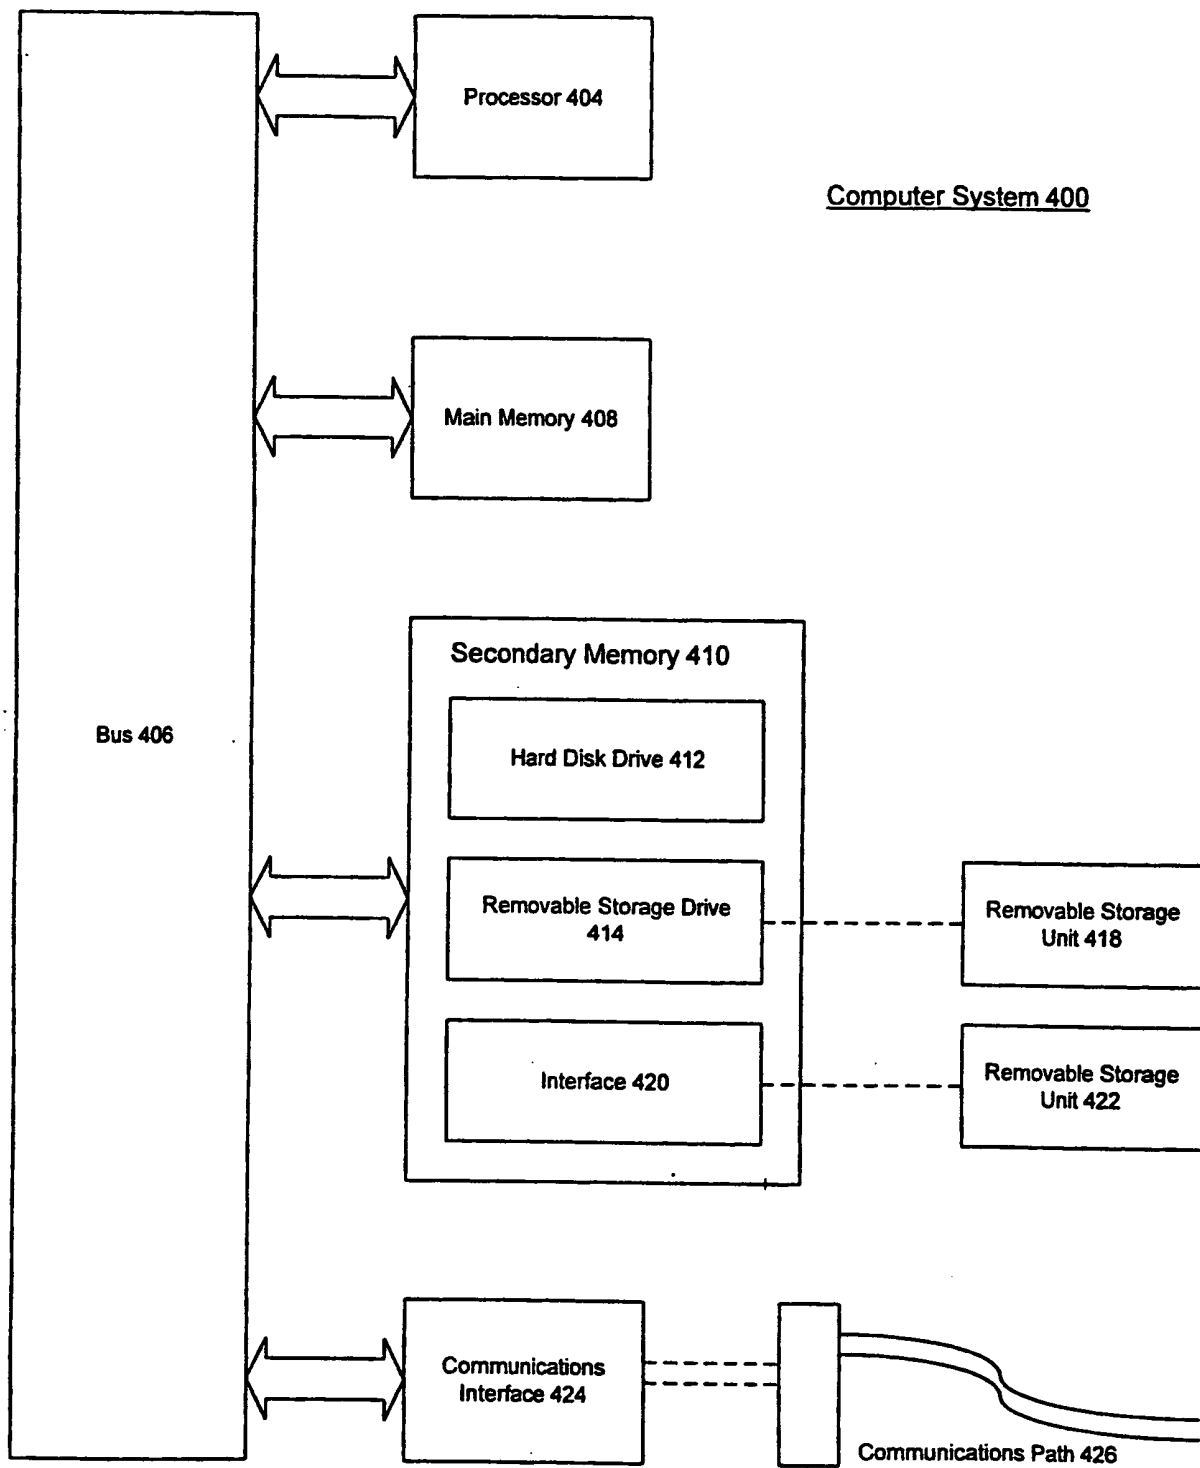 Processor 404
Computer System 400
Main Memory 408
Secondary Memory 410
Bus 406
Hard Disk Drive 412
Removable Storage Drive
414
Removable Storage
Unit 418
Interface 420
Removable Storage
Unit 422
Communications
Interface 424
Communications Path 426